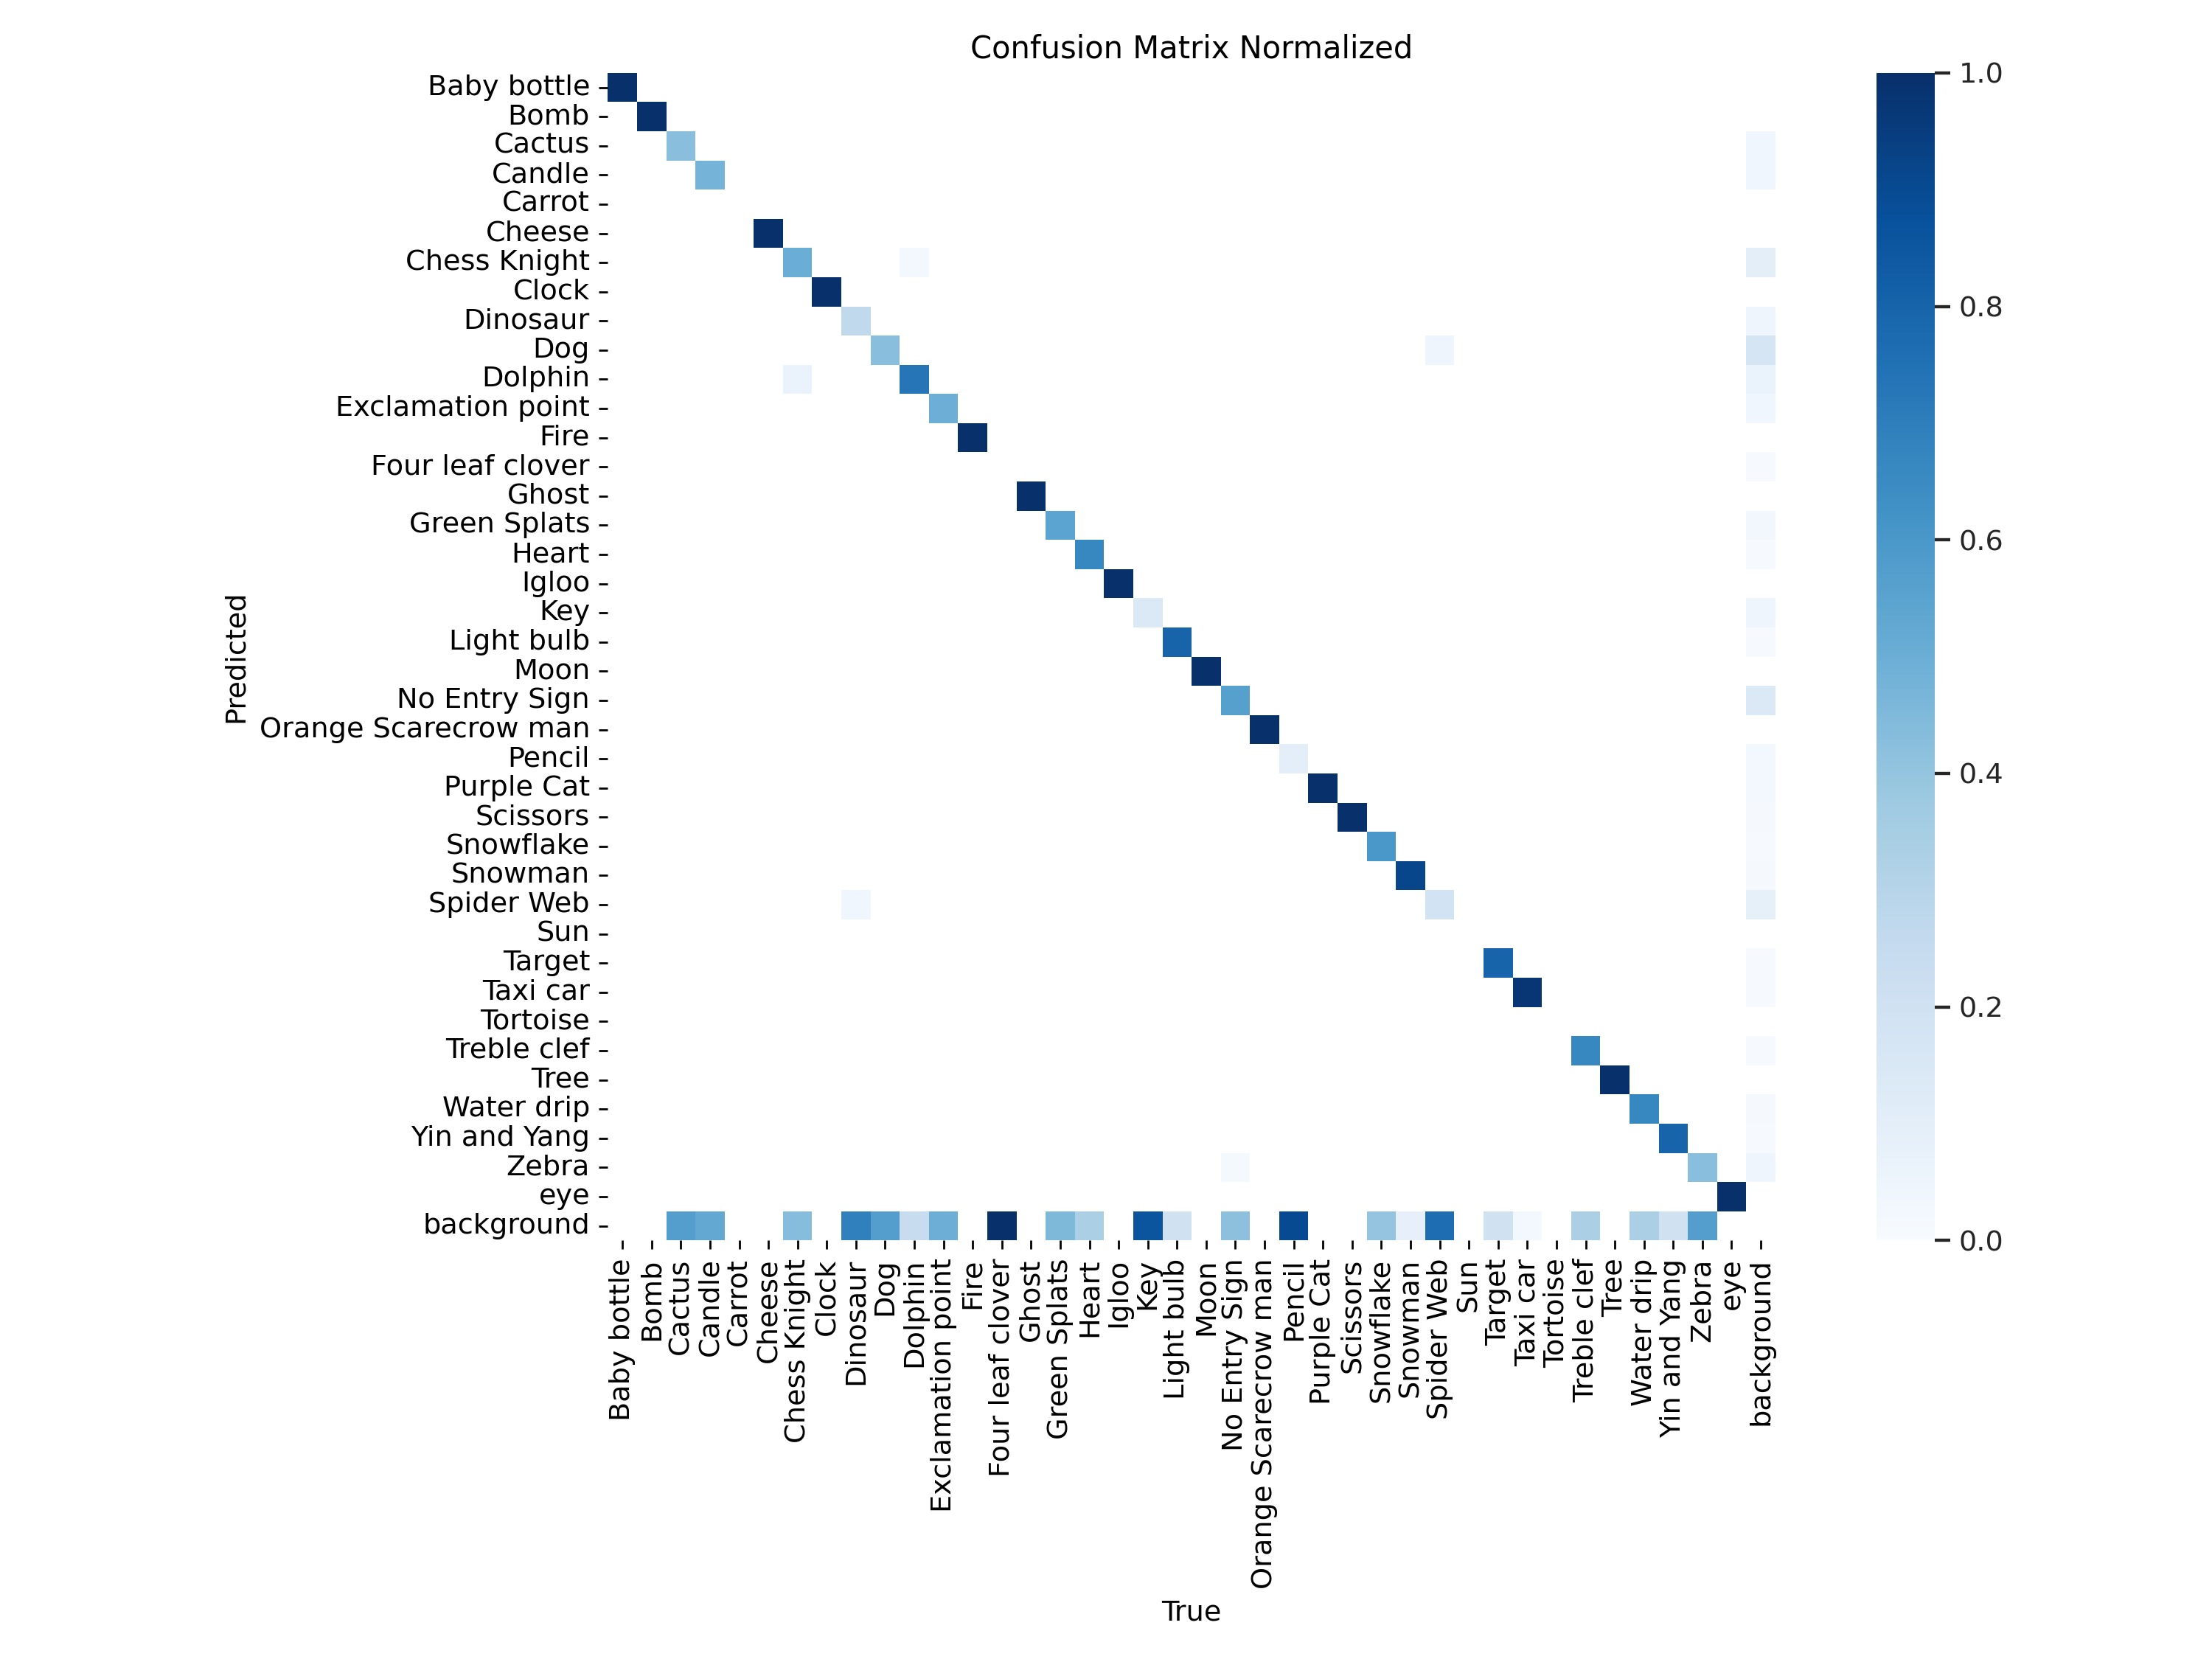 Confusion Matrix Normalized
Baby bottle
Bomb
Cactus
Candle
Carrot
Cheese
Chess Knight
Clock
Dinosaur
Dog
Dolphin
Exclamation point
Fire
Four leaf clover
Ghost
Green Splats
Heart
Igloo
Key
Light bulb
Moon
No Entry Sign
Orange Scarecrow man
Pencil
Purple Cat
Scissors
Snowflake
Snowman
Spider Web
Sun
Target
Taxi car
Tortoise
Treble clef
Tree
Water drip
Yin and Yang
Zebra
eye
background
Predicted
Baby bottle
Bomb
Cactus
Candle
Carrot
Cheese
Chess Knight
Clock
Dinosaur
Dog
Dolphin
Exclamation point
Fire
Four leaf clover
Ghost
Green Splats
Heart
Igloo
Key
Light bulb
Moon
No Entry Sign
Orange Scarecrow man
Pencil
Purple Cat
Scissors
Snowflake
Snowman
Spider Web
Sun
Target
Taxi car
Tortoise
Treble clef
Tree
Water drip
Yin and Yang
Zebra
eye
background
True
1.0
0.8
0.6
0.4
0.2
0.0